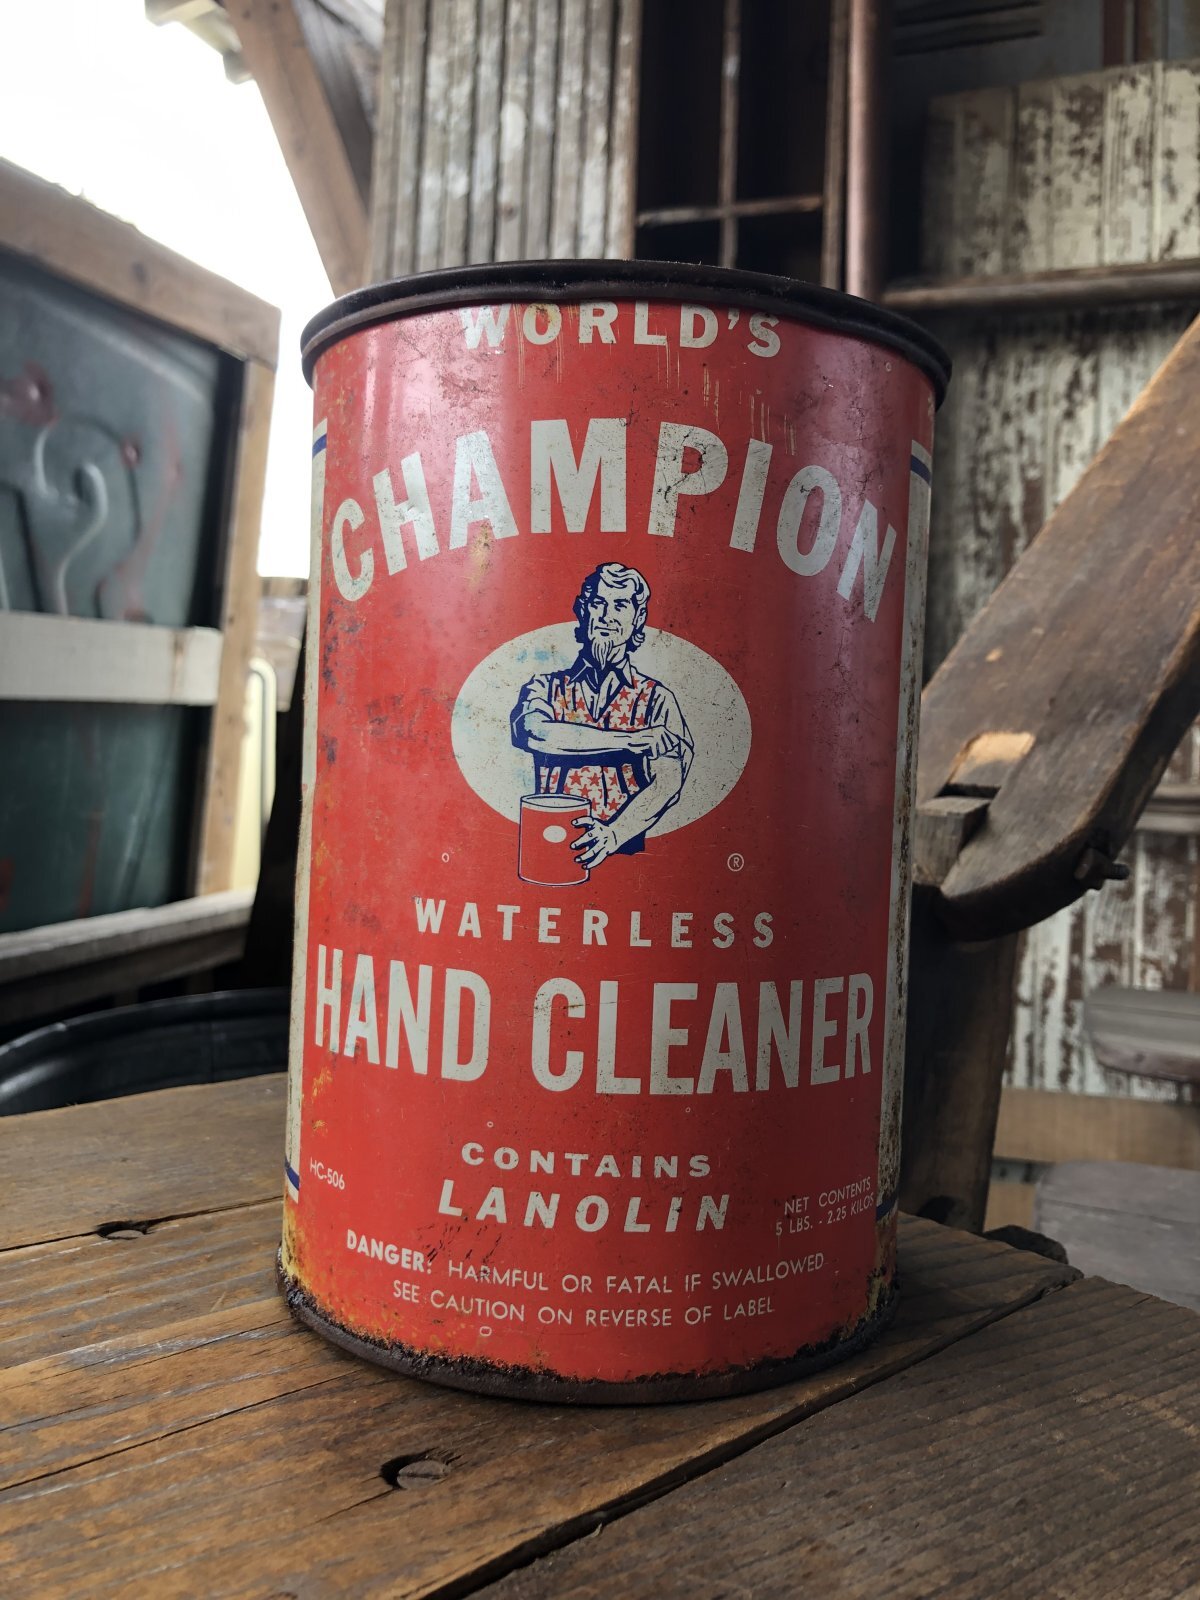 WORLD'S
CHAMPION
®
WATERLESS
HAND CLEANER
CONTAINS
LANOLIN
HC-506
NET CONTENTS
5 LBS. - 2.25 KILOS
DANGER: HARMFUL OR FATAL IF SWALLOWED
SEE CAUTION ON REVERSE OF LABEL